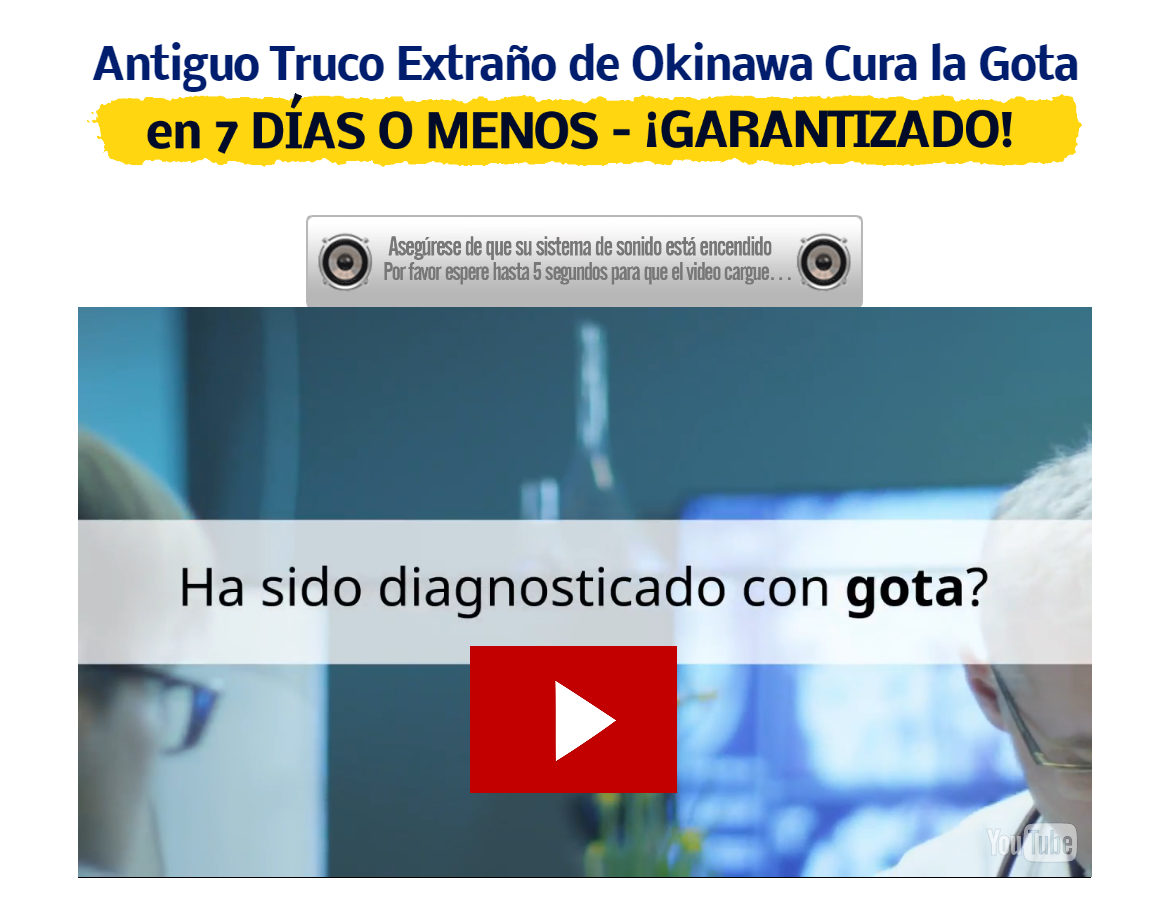 Antiguo Truco Extraño de Okinawa Cura la Gota
en 7 DÍAS O MENOS - ¡GARANTIZADO!
Asegúrese de que su sistema de sonido está encendido
Por favor espere hasta 5 segundos para que el video cargue...
Ha sido diagnosticado con gota?
YouTube